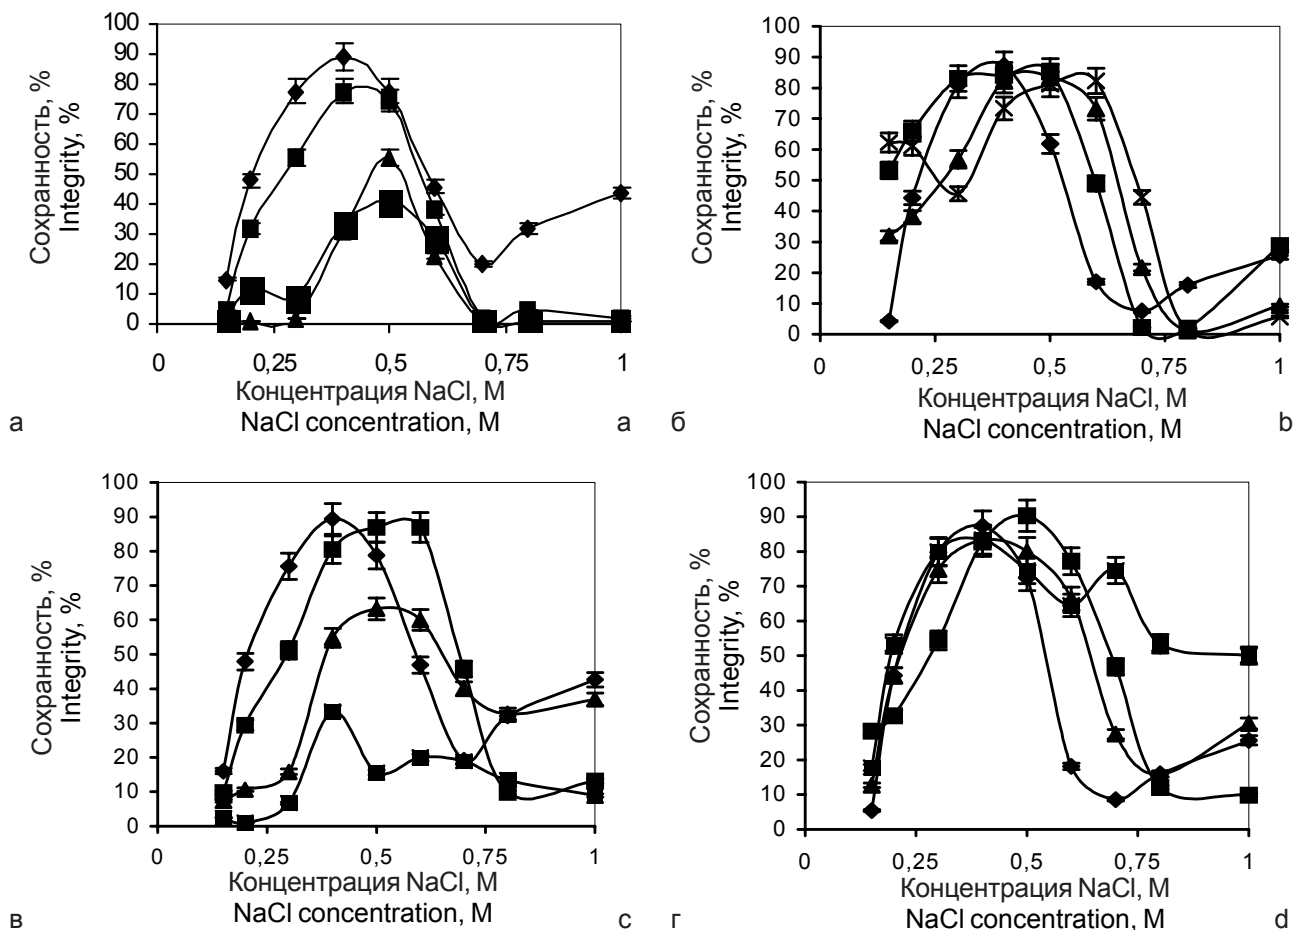 Сохранность, %
Integrity, %
100
90
80
70
60
50
40
30
20
10
0
0 0,25 0,5 0,75 1
Концентрация NaCl, М
NaCl concentration, M
а a
Сохранность, %
Integrity, %
100
90
80
70
60
50
40
30
20
10
0
0 0,25 0,5 0,75 1
Концентрация NaCl, М
NaCl concentration, M
б b
Сохранность, %
Integrity, %
100
90
80
70
60
50
40
30
20
10
0
0 0,25 0,5 0,75 1
Концентрация NaCl, М
NaCl concentration, M
в c
Сохранность, %
Integrity, %
100
90
80
70
60
50
40
30
20
10
0
0 0,25 0,5 0,75 1
Концентрация NaCl, М
NaCl concentration, M
г d